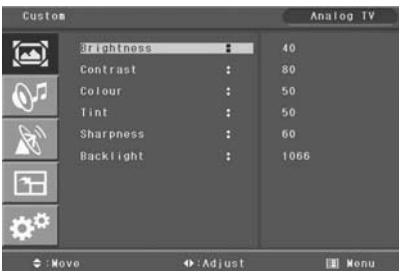 Custom Analog TV
Brightness : 40
Contrast : 80
Colour : 50
Tint : 50
Sharpness : 60
Backlight : 1066
:Move :Adjust Menu